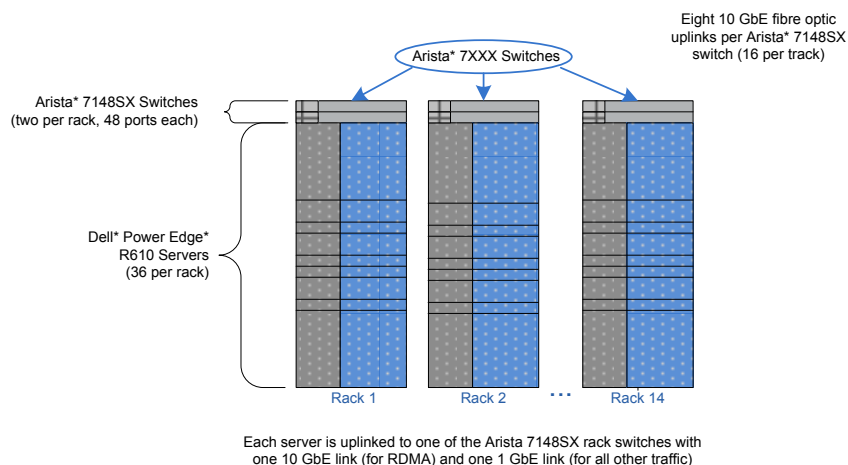 Eight 10 GbE fibre optic
uplinks per Arista* 7148SX
switch (16 per track)
Arista* 7XXX Switches
Arista* 7148SX Switches
(two per rack, 48 ports each)
Dell* Power Edge*
R610 Servers
(36 per rack)
Rack 1
Rack 2
...
Rack 14
Each server is uplinked to one of the Arista 7148SX rack switches with
one 10 GbE link (for RDMA) and one 1 GbE link (for all other traffic)